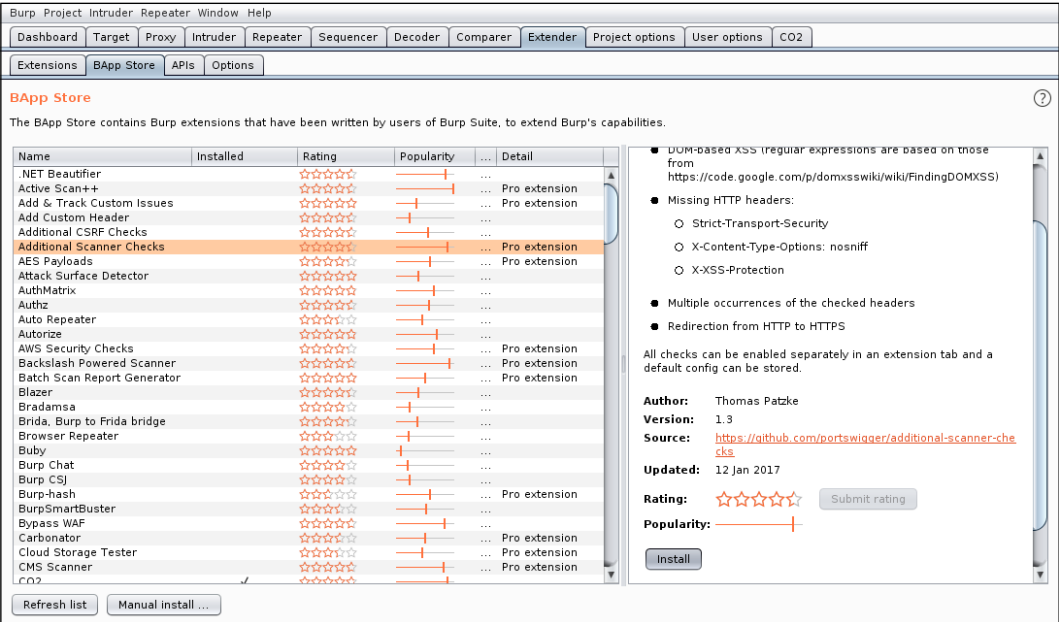 Burp Project Intruder Repeater Window Help
Dashboard Target Proxy Intruder Repeater Sequencer Decoder Comparer Extender Project options User options CO2
Extensions BApp Store APIs Options
BApp Store
?
The BApp Store contains Burp extensions that have been written by users of Burp Suite, to extend Burp's capabilities.
Name Installed Rating Popularity ... Detail
.NET Beautifier ...
Active Scan++ ... Pro extension
Add & Track Custom Issues ... Pro extension
Add Custom Header ...
Additional CSRF Checks ...
Additional Scanner Checks ... Pro extension
AES Payloads ... Pro extension
Attack Surface Detector ...
AuthMatrix ...
Authz ...
Auto Repeater ...
Autorize ...
AWS Security Checks ... Pro extension
Backslash Powered Scanner ... Pro extension
Batch Scan Report Generator ... Pro extension
Blazer ...
Bradamsa ...
Brida, Burp to Frida bridge ...
Browser Repeater ...
Buby ...
Burp Chat ...
Burp CSJ ...
Burp-hash ... Pro extension
BurpSmartBuster ...
Bypass WAF ...
Carbonator ... Pro extension
Cloud Storage Tester ... Pro extension
CMS Scanner ... Pro extension
CO2 ✓ ...
DOM-based XSS (regular expressions are based on those
from
https://code.google.com/p/domxsswiki/wiki/FindingDOMXSS)
Missing HTTP headers:
Strict-Transport-Security
X-Content-Type-Options: nosniff
X-XSS-Protection
Multiple occurrences of the checked headers
Redirection from HTTP to HTTPS
All checks can be enabled separately in an extension tab and a
default config can be stored.
Author: Thomas Patzke
Version: 1.3
Source: https://github.com/portswigger/additional-scanner-che
cks
Updated: 12 Jan 2017
Rating: Submit rating
Popularity:
Install
Refresh list Manual install ...